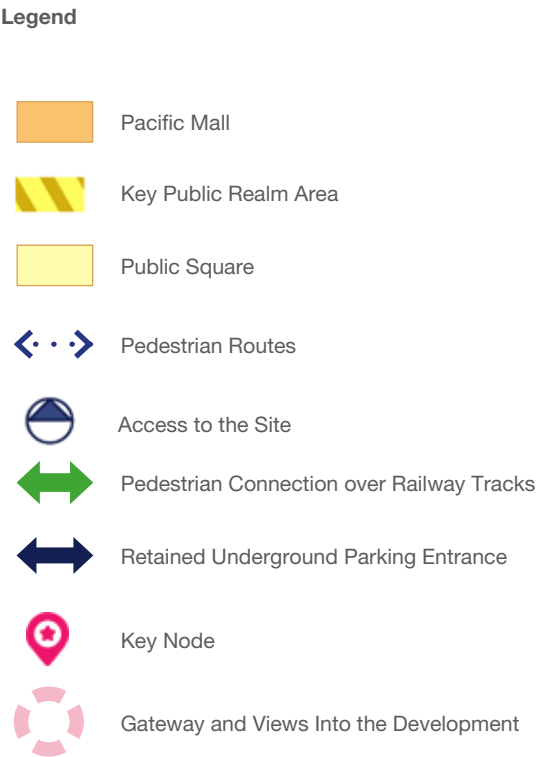 Legend
Pacific Mall
Key Public Realm Area
Public Square
Pedestrian Routes
Access to the Site
Pedestrian Connection over Railway Tracks
Retained Underground Parking Entrance
Key Node
Gateway and Views Into the Development